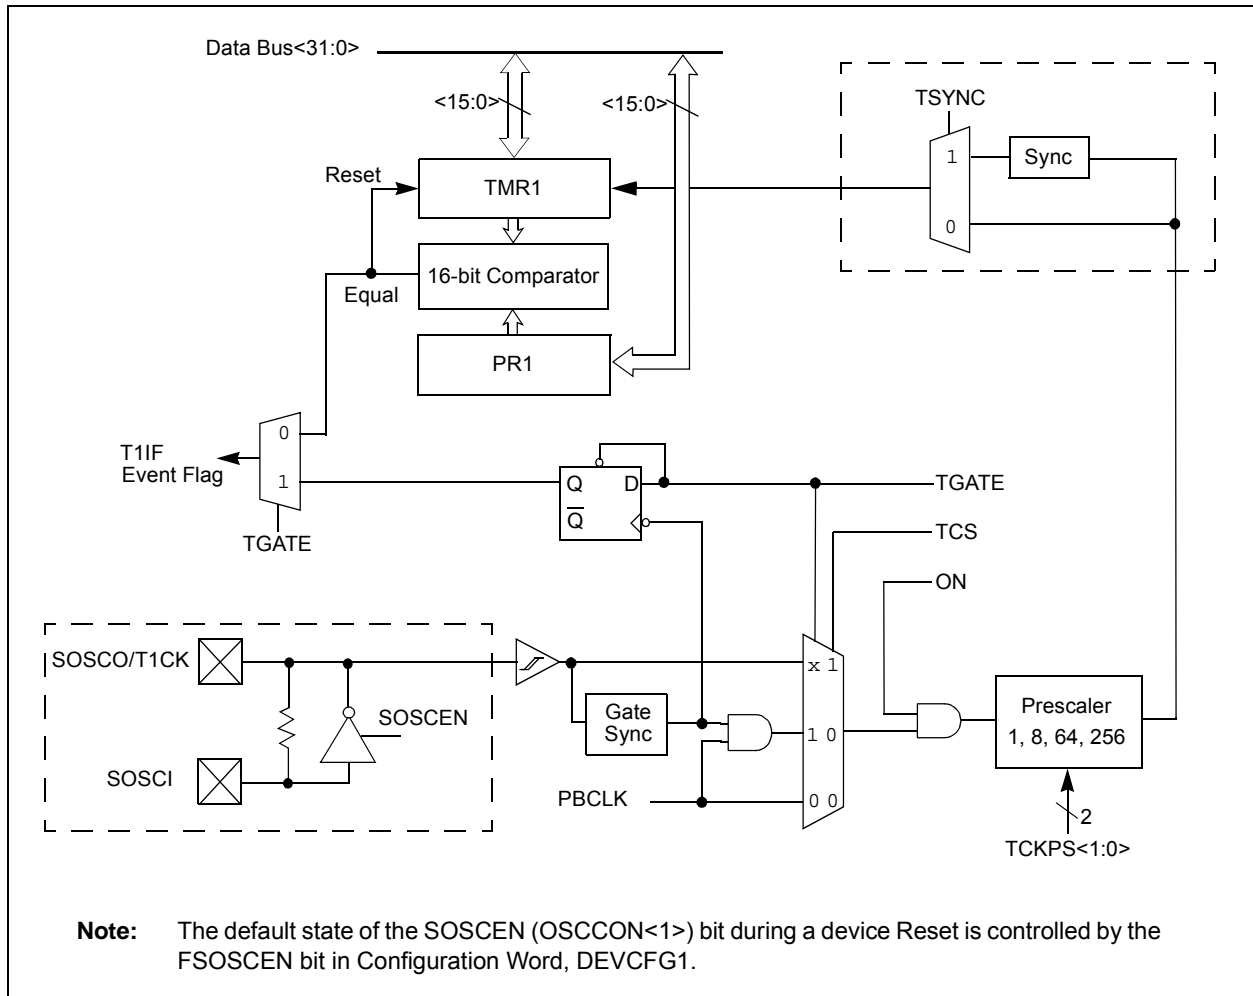 Data Bus<31:0>
<15:0>
<15:0>
TSYNC
1
Sync
0
Reset
TMR1
16-bit Comparator
Equal
PR1
0
T1IF
Event Flag
1
TGATE
Q
D
Q
TGATE
TCS
ON
SOSCO/T1CK
SOSCEN
SOSCI
x 1
Gate
Sync
1 0
PBCLK
0 0
Prescaler
1, 8, 64, 256
2
TCKPS<1:0>
Note: The default state of the SOSCEN (OSCCON<1>) bit during a device Reset is controlled by the
FSOSCEN bit in Configuration Word, DEVCFG1.